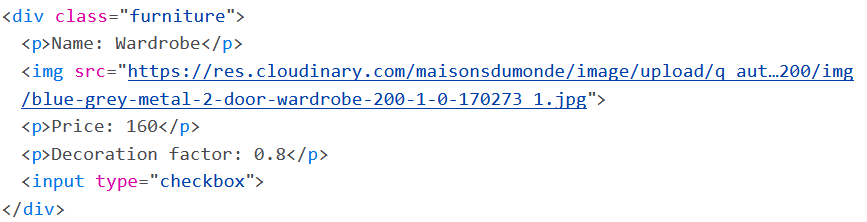 <div class="furniture">
<p>Name: Wardrobe</p>
<img src="https://res.cloudinary.com/maisonsdumonde/image/upload/q_aut…200/img
/blue-grey-metal-2-door-wardrobe-200-1-0-170273_1.jpg">
<p>Price: 160</p>
<p>Decoration factor: 0.8</p>
<input type="checkbox">
</div>